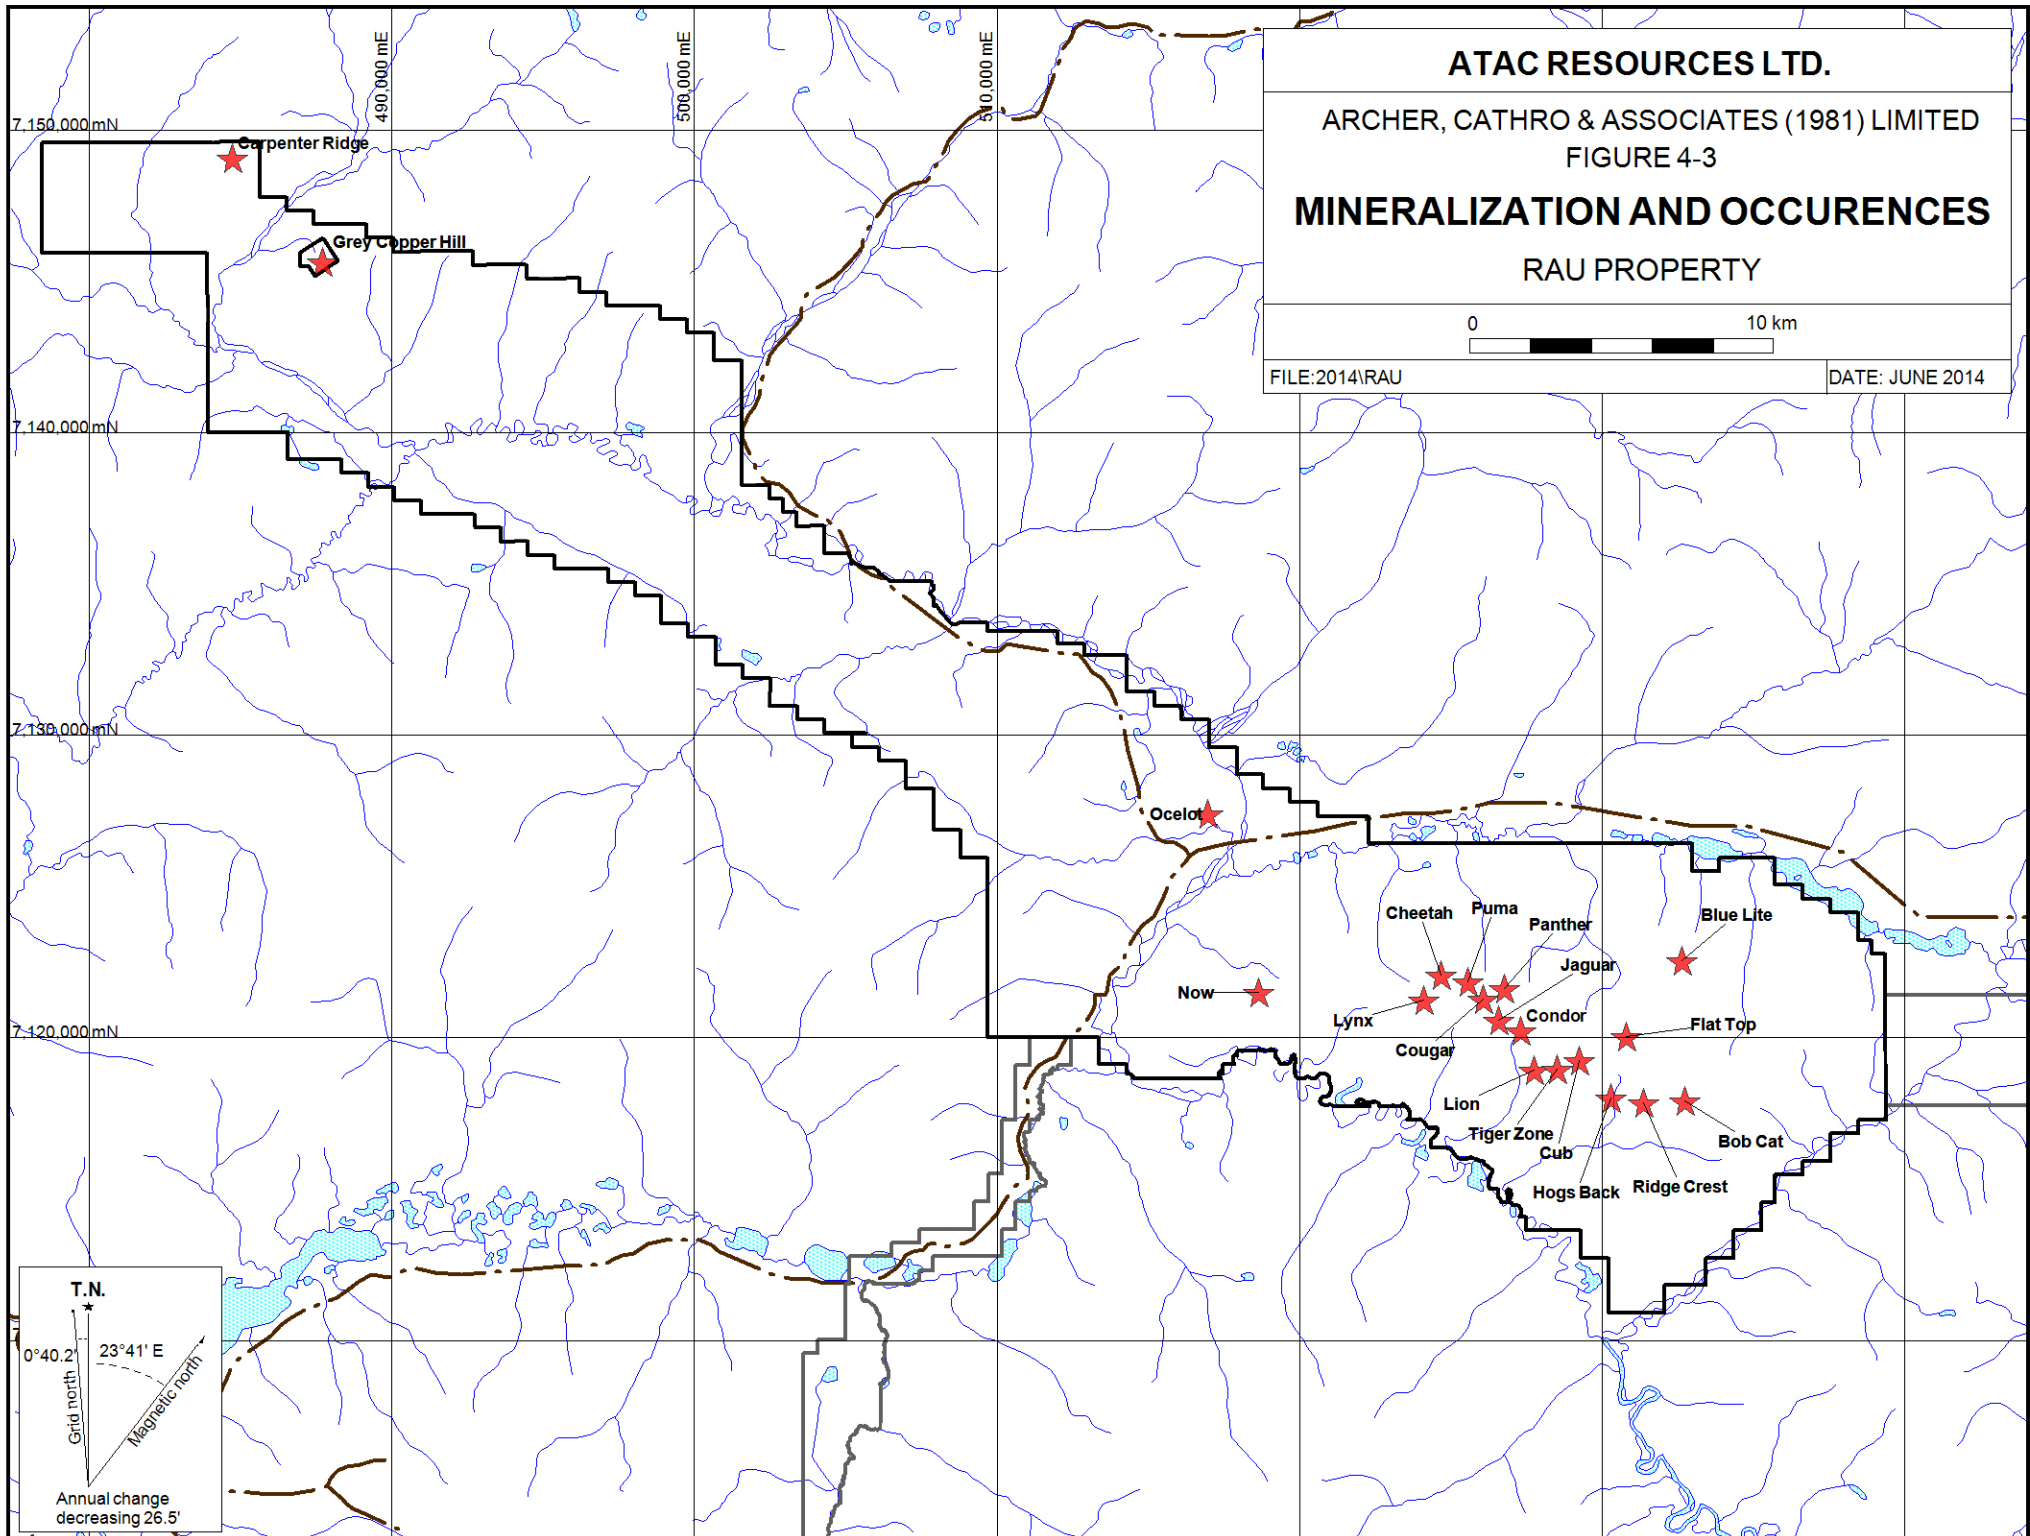 ATAC RESOURCES LTD.
ARCHER, CATHRO & ASSOCIATES (1981) LIMITED
FIGURE 4-3
MINERALIZATION AND OCCURENCES
RAU PROPERTY
0 10 km
FILE:2014\RAU DATE: JUNE 2014
490,000 mE
500,000 mE
510,000 mE
7,150,000 mN
Carpenter Ridge
Grey Copper Hill
7,140,000 mN
7,130,000 mN
Ocelot
Cheetah
Puma
Panther
Blue Lite
Jaguar
Now
Lynx
Condor
Flat Top
7,120,000 mN
Cougar
Lion
Tiger Zone
Cub
Bob Cat
Hogs Back
Ridge Crest
T.N.
0°40.2'
23°41' E
Grid north
Magnetic north
Annual change
decreasing 26.5'